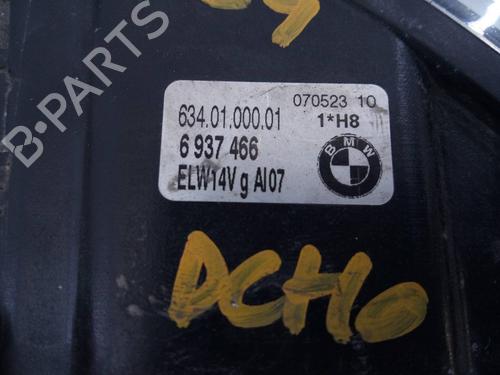 B-PARTS
634.01.000.01
070523 10
1*H8
6 937 466
BMW
ELW14V g AI07
DCHO